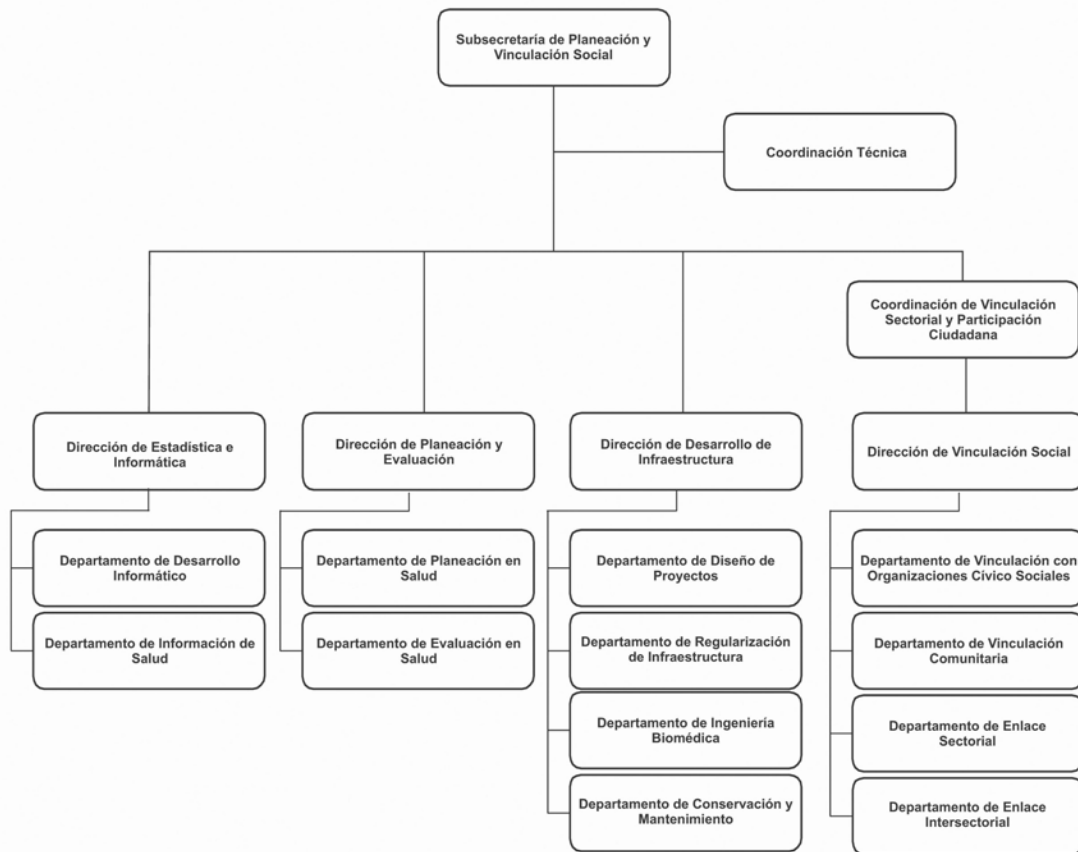 Subsecretaría de Planeación y
Vinculación Social
Coordinación Técnica
Coordinación de Vinculación
Sectorial y Participación
Ciudadana
Dirección de Estadística e
Informática
Dirección de Planeación y
Evaluación
Dirección de Desarrollo de
Infraestructura
Dirección de Vinculación Social
Departamento de Desarrollo
Informático
Departamento de Información de
Salud
Departamento de Planeación en
Salud
Departamento de Evaluación en
Salud
Departamento de Diseño de
Proyectos
Departamento de Regularización
de Infraestructura
Departamento de Ingeniería
Biomédica
Departamento de Conservación y
Mantenimiento
Departamento de Vinculación con
Organizaciones Cívico Sociales
Departamento de Vinculación
Comunitaria
Departamento de Enlace
Sectorial
Departamento de Enlace
Intersectorial